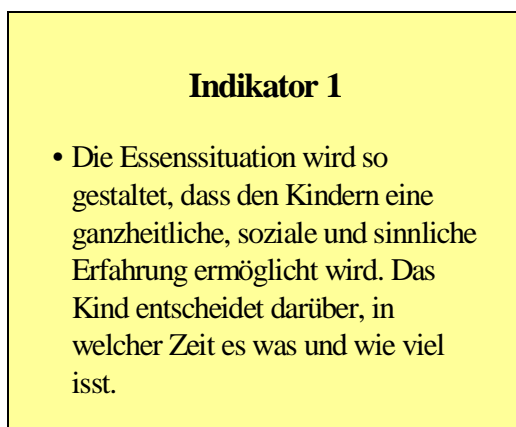 Indikator 1
• Die Essenssituation wird so
gestaltet, dass den Kindern eine
ganzheitliche, soziale und sinnliche
Erfahrung ermöglicht wird. Das
Kind entscheidet darüber, in
welcher Zeit es was und wie viel
isst.